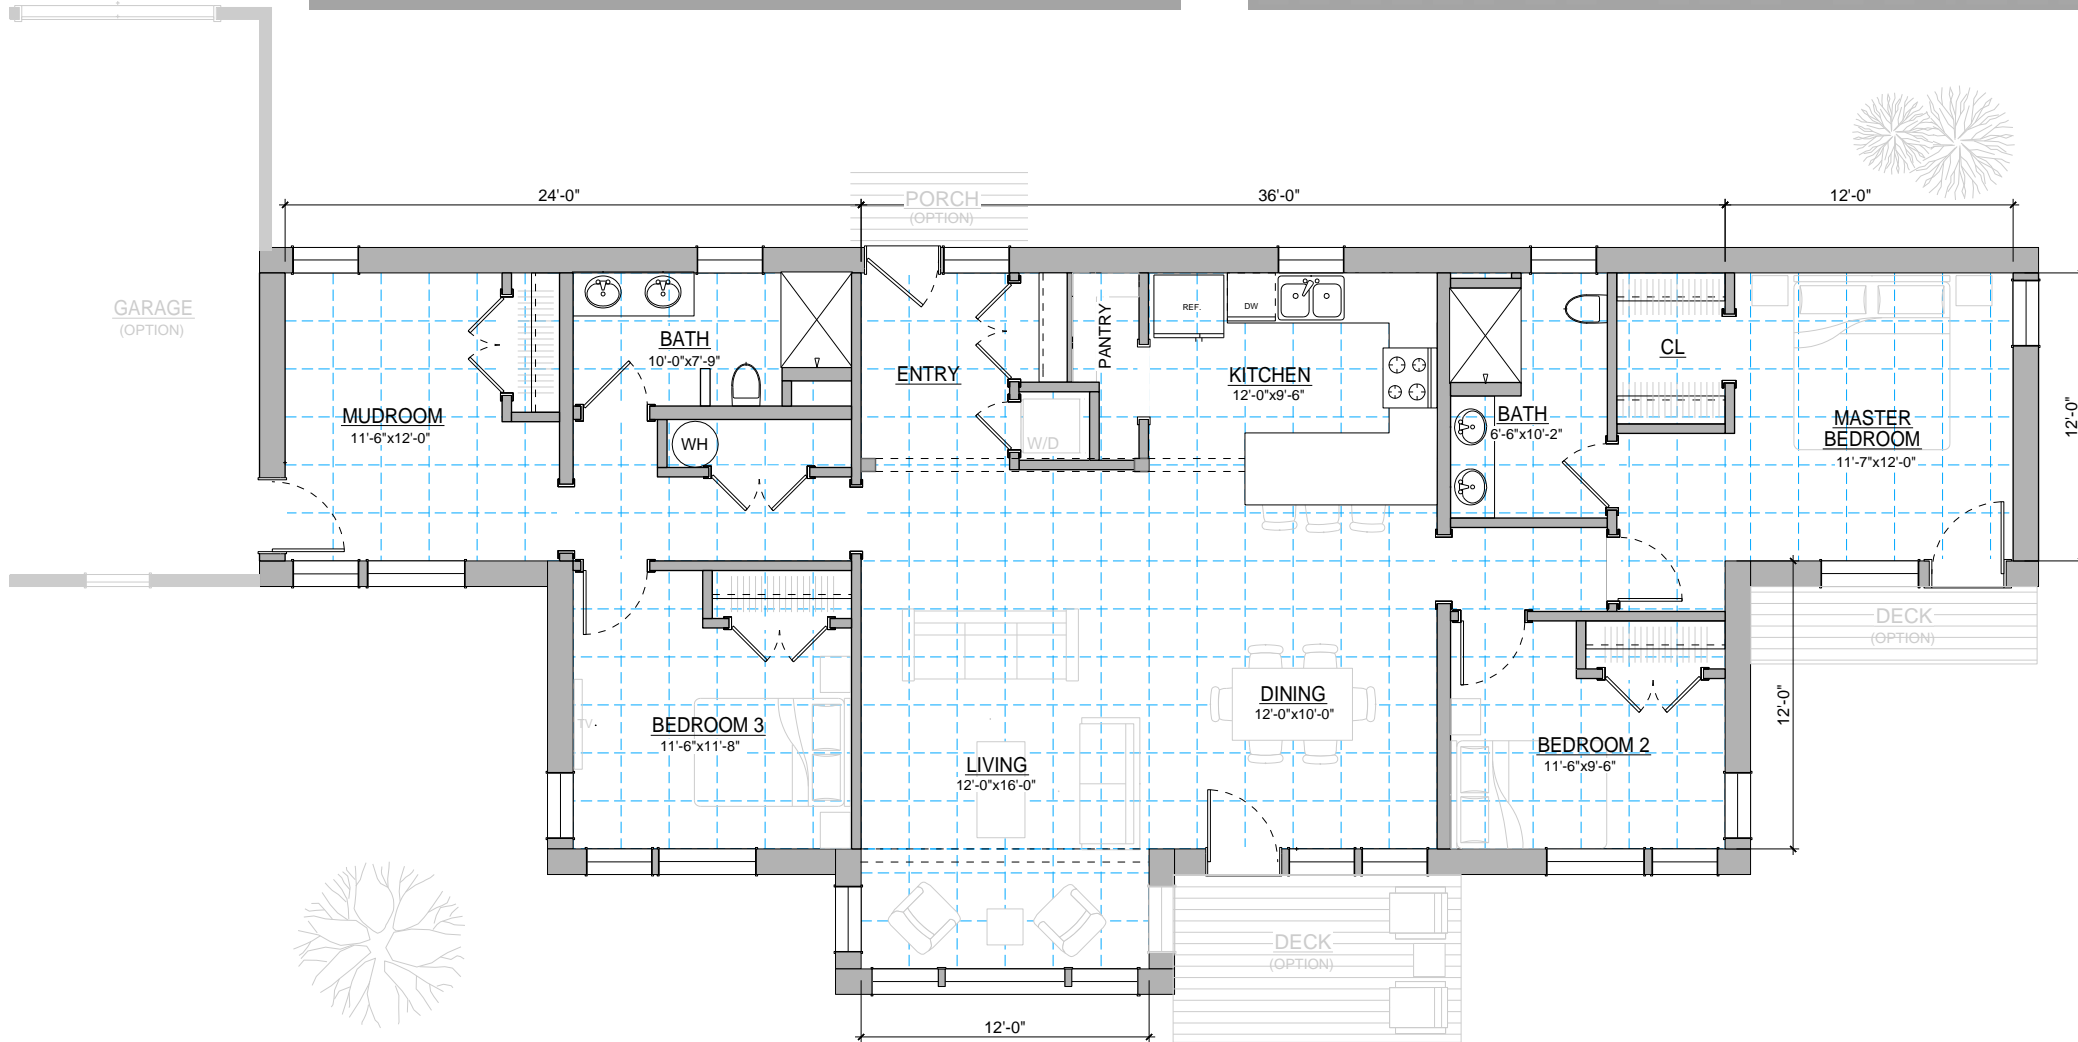 24'-0"
36'-0"
12'-0"
PORCH
(OPTION)
GARAGE
(OPTION)
BATH
10'-0"x7'-9"
ENTRY
PANTRY
REF.
DW
KITCHEN
12'-0"x9'-6"
CL
MUDROOM
11'-6"x12'-0"
WH
W/D
BATH
6'-6"x10'-2"
MASTER
BEDROOM
11'-7"x12'-0"
12'-0"
DECK
(OPTION)
BEDROOM 3
11'-6"x11'-8"
TV
LIVING
12'-0"x16'-0"
DINING
12'-0"x10'-0"
BEDROOM 2
11'-6"x9'-6"
12'-0"
DECK
(OPTION)
12'-0"